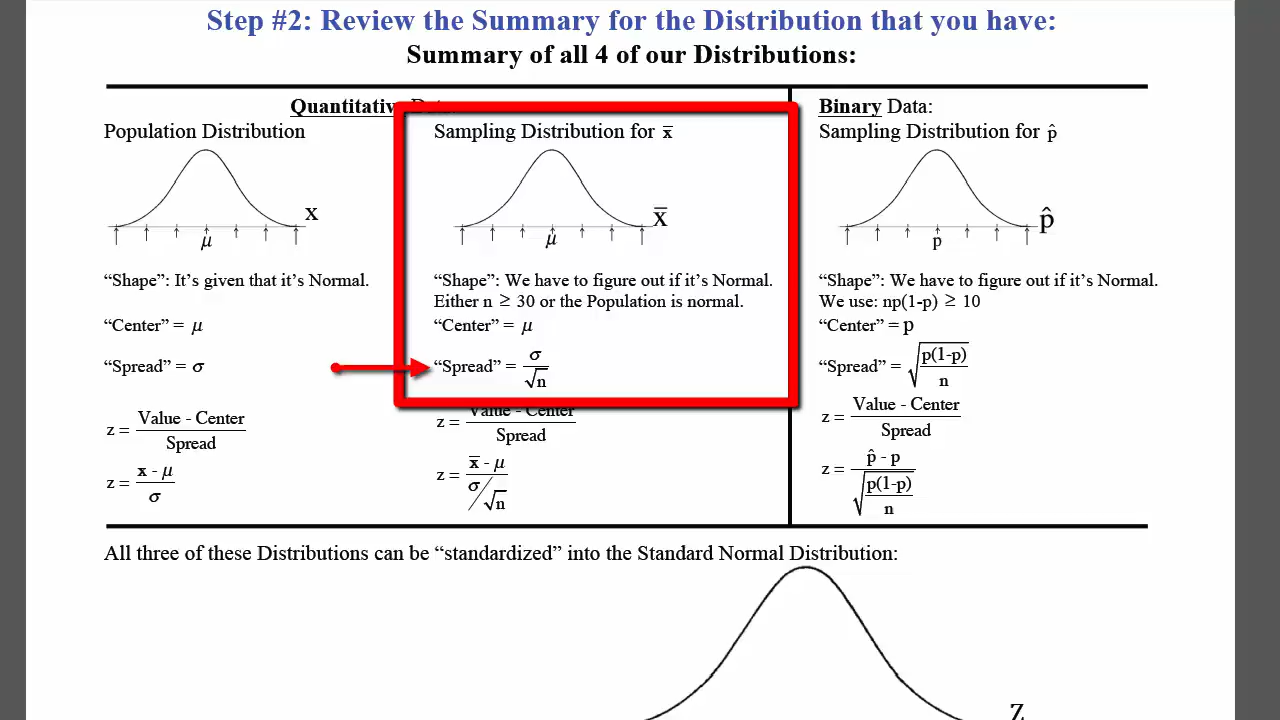 Step #2: Review the Summary for the Distribution that you have:
Summary of all 4 of our Distributions:
Quantitative Data:
Population Distribution
x
μ
“Shape”: It’s given that it’s Normal.
“Center” = μ
“Spread” = σ
z = Value - Center / Spread
z = x - μ / σ
Sampling Distribution for x̅
x̅
μ
“Shape”: We have to figure out if it’s Normal.
Either n ≥ 30 or the Population is normal.
“Center” = μ
“Spread” = σ / √n
z = Value - Center / Spread
z = x̅ - μ / σ/√n
Binary Data:
Sampling Distribution for p̂
p̂
p
“Shape”: We have to figure out if it’s Normal.
We use: np(1-p) ≥ 10
“Center” = p
“Spread” = √p(1-p) / n
z = Value - Center / Spread
z = p̂ - p / √p(1-p) / n
All three of these Distributions can be “standardized” into the Standard Normal Distribution:
Z